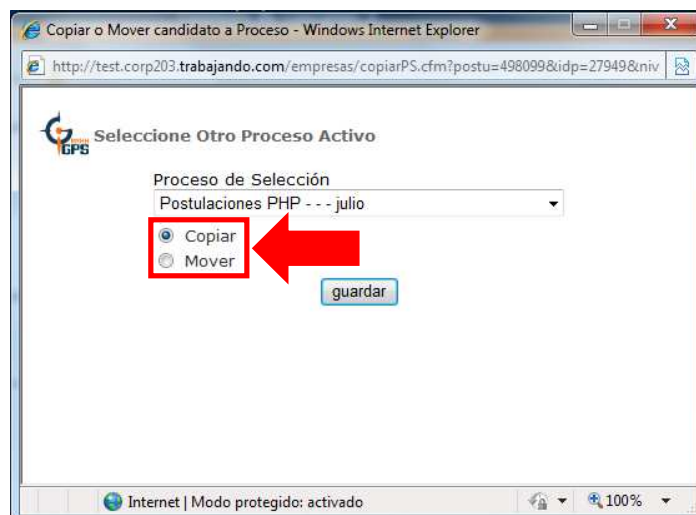 Copiar o Mover candidato a Proceso - Windows Internet Explorer
http://test.corp203.trabajando.com/empresas/copiarPS.cfm?postu=498099&idp=27949&niv
GPS
Seleccione Otro Proceso Activo
Proceso de Selección
Postulaciones PHP - - - julio
Copiar
Mover
guardar
Internet | Modo protegido: activado
100%